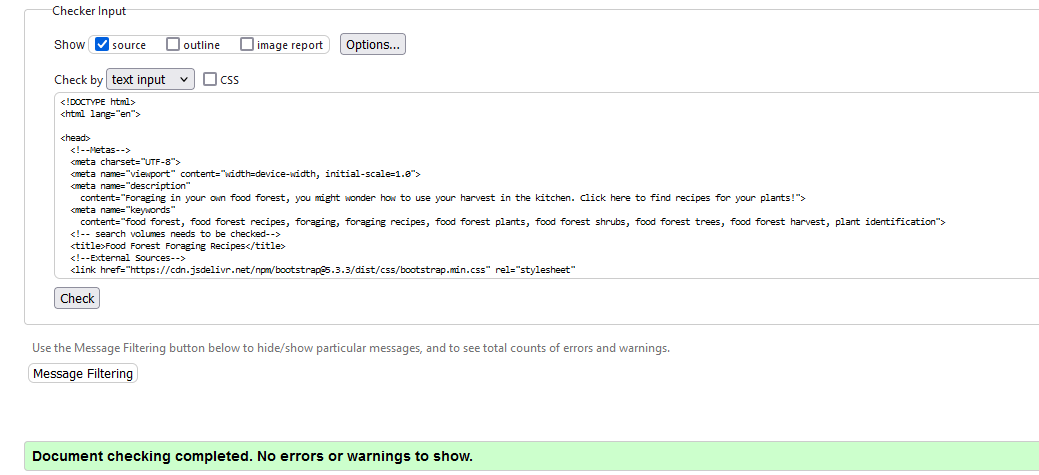 Checker Input
Show source outline image report Options...
Check by text input CSS
<!DOCTYPE html>
<html lang="en">
<head>
<!--Metas-->
<meta charset="UTF-8">
<meta name="viewport" content="width=device-width, initial-scale=1.0">
<meta name="description"
content="Foraging in your own food forest, you might wonder how to use your harvest in the kitchen. Click here to find recipes for your plants!">
<meta name="keywords"
content="food forest, food forest recipes, foraging, foraging recipes, food forest plants, food forest shrubs, food forest trees, food forest harvest, plant identification">
<!-- search volumes needs to be checked-->
<title>Food Forest Foraging Recipes</title>
<!--External Sources-->
<link href="https://cdn.jsdelivr.net/npm/bootstrap@5.3.3/dist/css/bootstrap.min.css" rel="stylesheet"
Check
Use the Message Filtering button below to hide/show particular messages, and to see total counts of errors and warnings.
Message Filtering
Document checking completed. No errors or warnings to show.